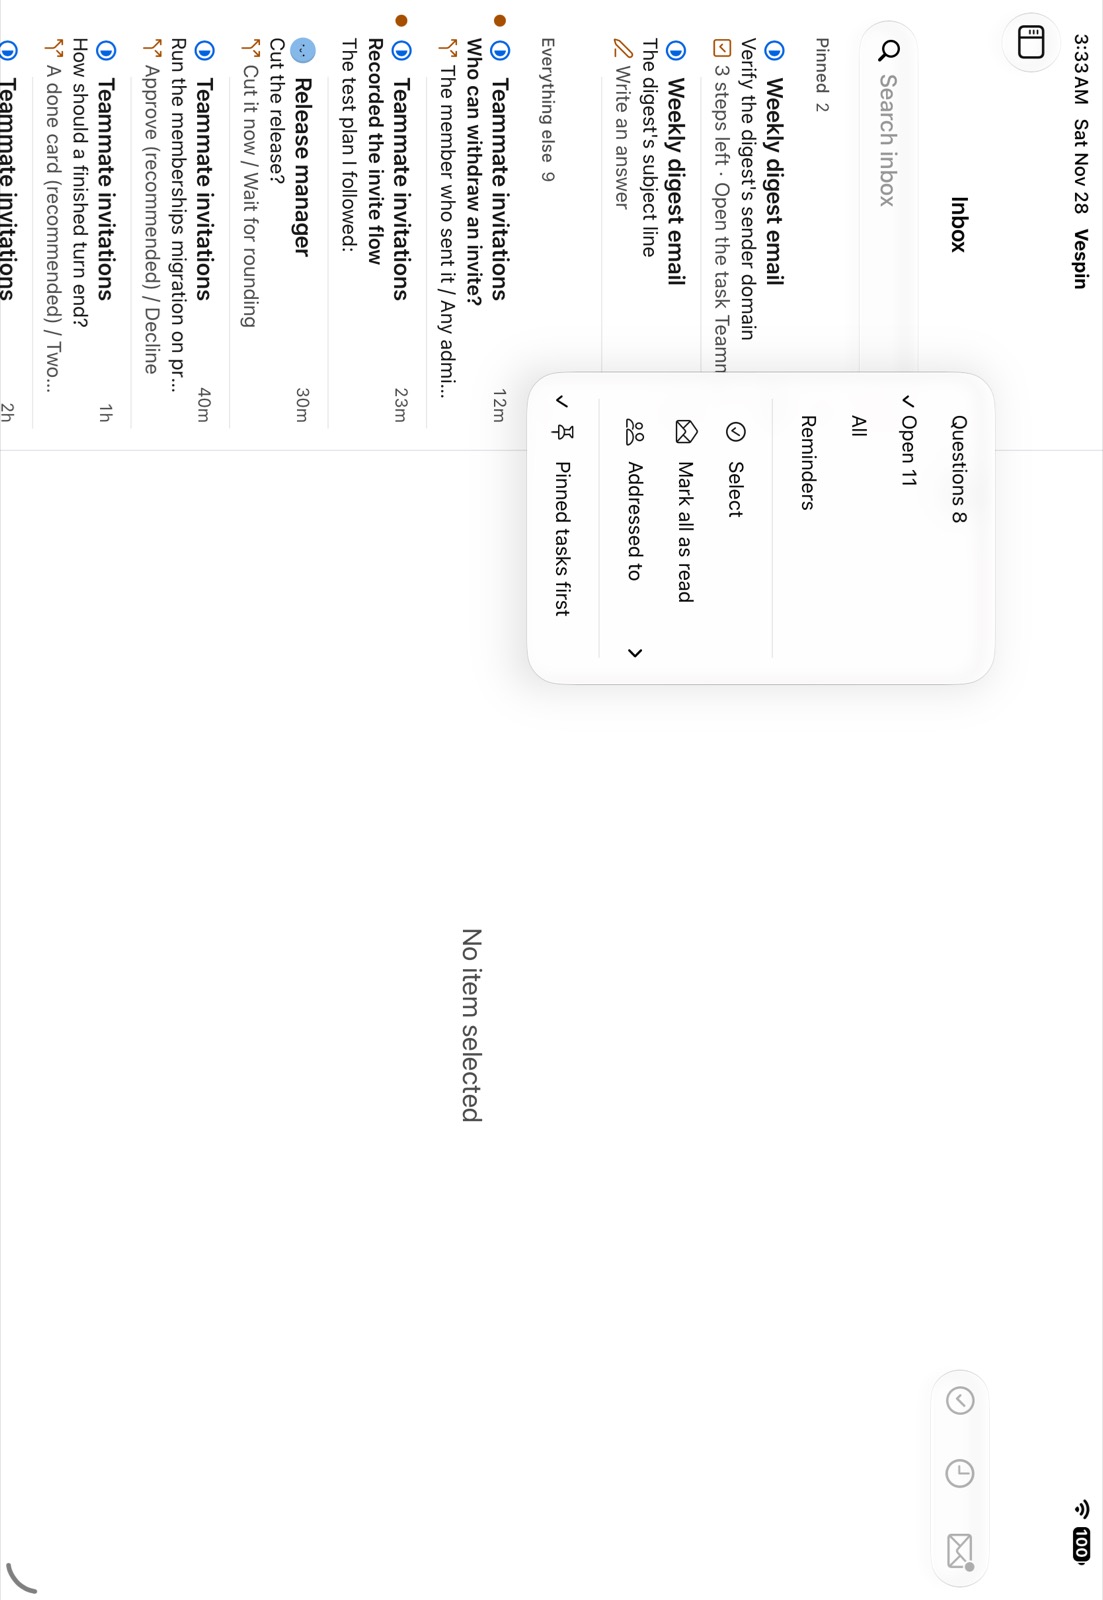 3:33 AM Sat Nov 28 Vespin
100
Inbox
Search inbox
Pinned 2
Weekly digest email
Verify the digest's sender domain
3 steps left · Open the task Teamm
Weekly digest email
The digest's subject line
Write an answer
Everything else 9
Teammate invitations 12m
Who can withdraw an invite?
The member who sent it / Any admi...
Teammate invitations 23m
Recorded the invite flow
The test plan I followed:
Release manager 30m
Cut the release?
Cut it now / Wait for rounding
Teammate invitations 40m
Run the memberships migration on pr...
Approve (recommended) / Decline
Teammate invitations 1h
How should a finished turn end?
A done card (recommended) / Two...
Teammate invitations 2h
Questions 8
Open 11
All
Reminders
Select
Mark all as read
Addressed to
Pinned tasks first
No item selected